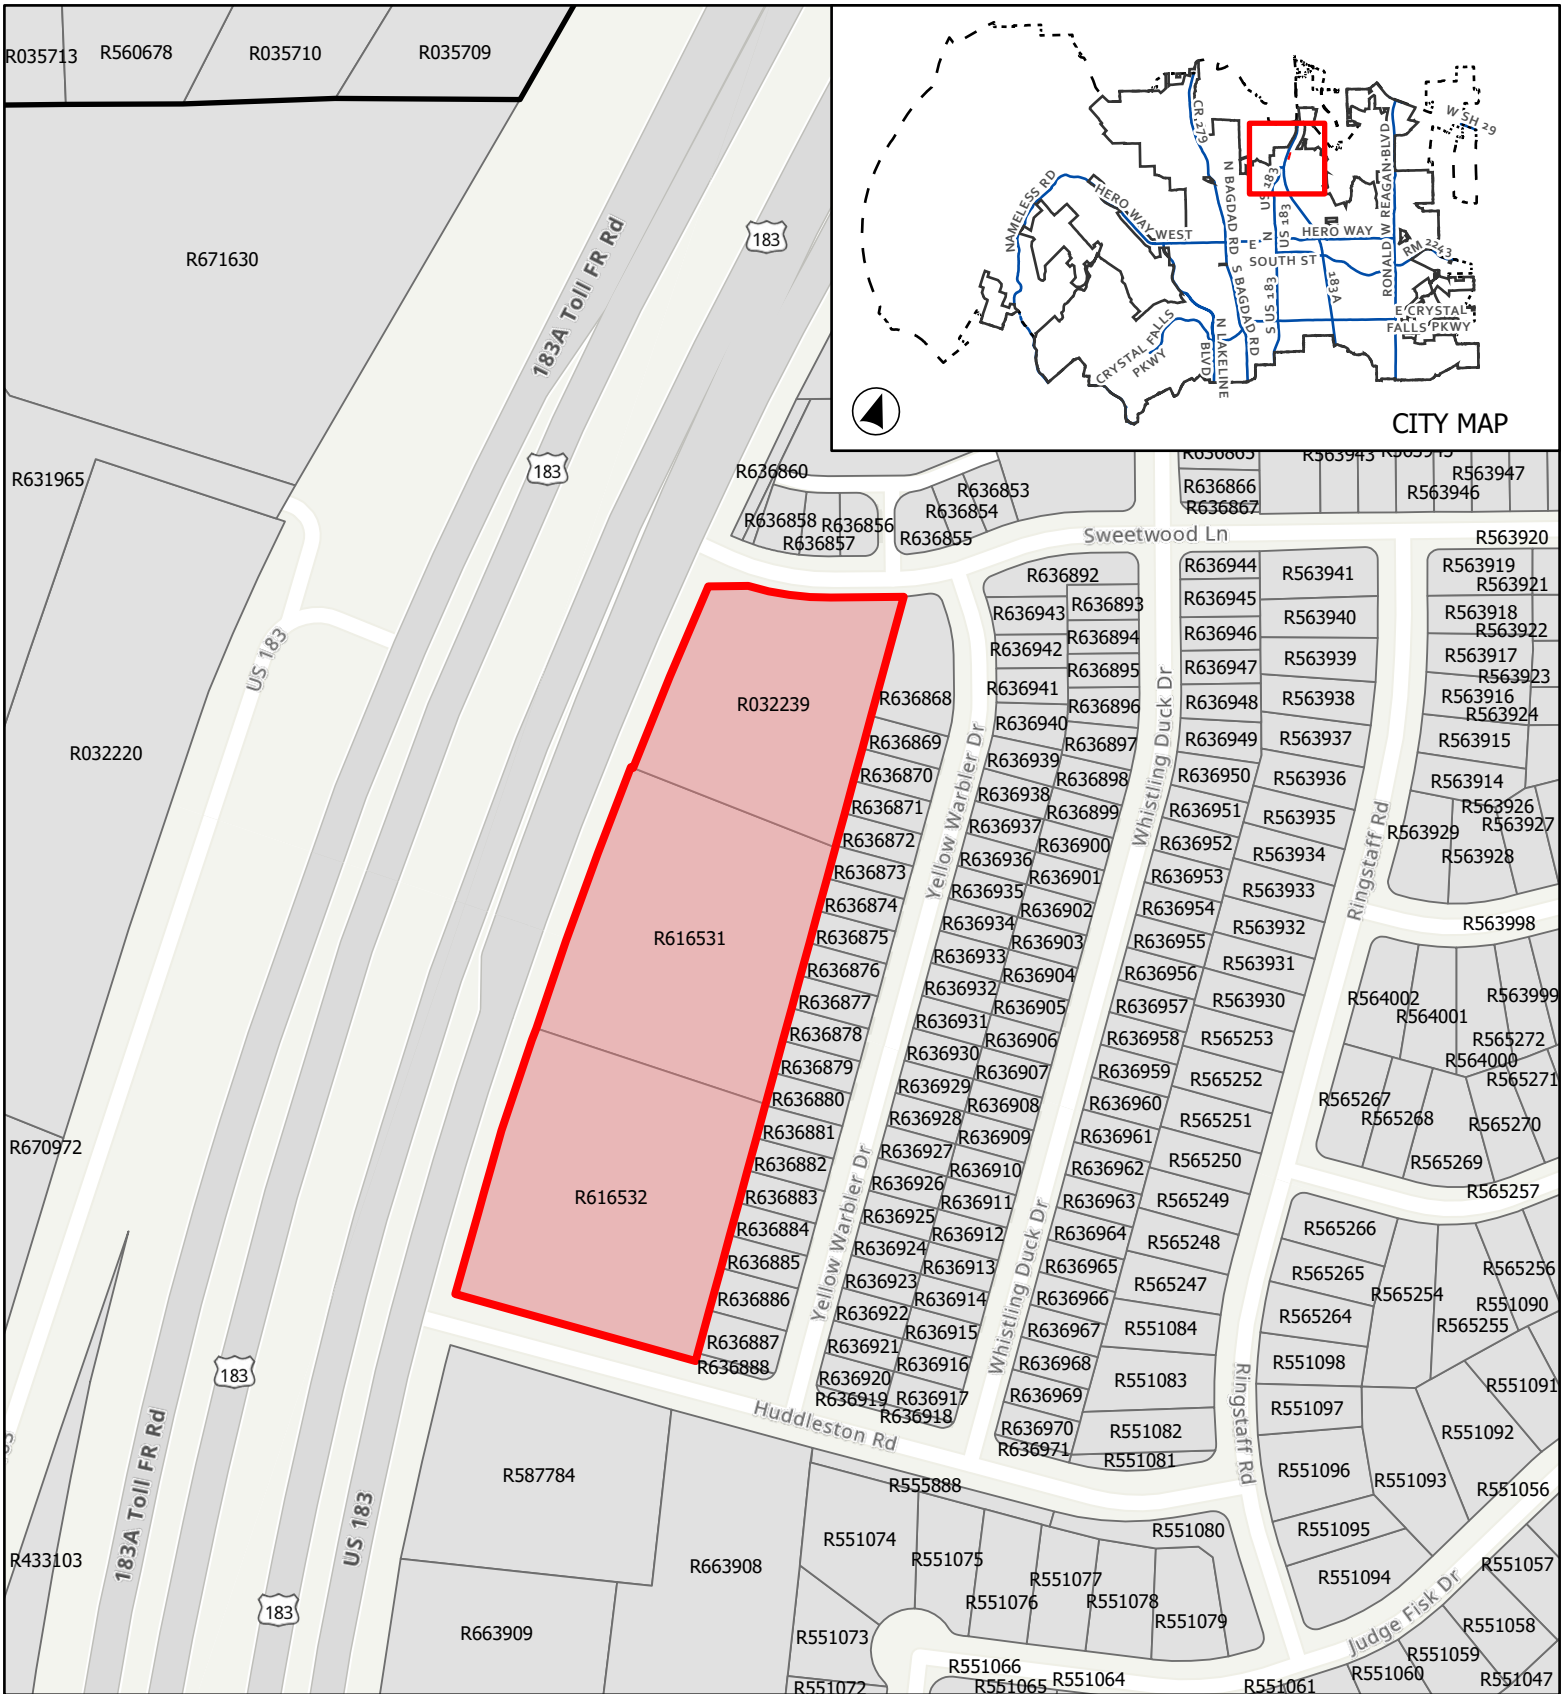 R035713
R560678
R035710
R035709
R671630
183A Toll FR Rd
183
183
R631965
US 183
R032220
R670972
R433103
183A Toll FR Rd
183
183
US 183
CR 279
W SH 29
NAMELESS RD
HERO WAY
WEST
N BAGDAD RD
US 183
N
US 183
E
HERO WAY
SOUTH ST
RONALD W REAGAN BLVD
RM 2243
S BAGDAD RD
S US 183
183A
E CRYSTAL
FALLS PKWY
CRYSTAL FALLS
PKWY
N LAKELINE
BLVD
CITY MAP
R636860
R636853
R636854
R636858
R636856
R636857
R636855
R636865
R636866
R636867
R563943
R563947
R563946
Sweetwood Ln
R563920
R636892
R636944
R563941
R563919
R563921
R636943
R636893
R636945
R563940
R563918
R563922
R636942
R636894
R636946
R563939
R563917
R563923
R636941
R636895
R636947
R563938
R563916
R563924
R636940
R636896
R636948
R563937
R563915
R032239
R636868
R636869
R636870
R636871
R636872
R636873
R636874
R636875
R636876
R636877
R636878
R636879
R636880
R636881
R636882
R636883
R636884
R636885
R636886
R636887
R636888
R616531
R616532
Yellow Warbler Dr
Yellow Warbler Dr
R636939
R636938
R636937
R636936
R636935
R636934
R636933
R636932
R636931
R636930
R636929
R636928
R636927
R636926
R636925
R636924
R636923
R636922
R636921
R636920
R636919
R636897
R636898
R636899
R636900
R636901
R636902
R636903
R636904
R636905
R636906
R636907
R636908
R636909
R636910
R636911
R636912
R636913
R636914
R636915
R636916
R636917
R636918
Whistling Duck Dr
Whistling Duck Dr
R636949
R636950
R636951
R636952
R636953
R636954
R636955
R636956
R636957
R636958
R636959
R636960
R636961
R636962
R636963
R636964
R636965
R636966
R636967
R636968
R636969
R636970
R636971
R563936
R563935
R563934
R563933
R563932
R563931
R563930
R565253
R565252
R565251
R565250
R565249
R565248
R565247
R551084
R551083
R551082
R551081
Ringstaff Rd
Ringstaff Rd
R563914
R563926
R563927
R563929
R563928
R563998
R564002
R564001
R563999
R565272
R564000
R565271
R565267
R565268
R565270
R565269
R565257
R565266
R565265
R565264
R565254
R565256
R551090
R565255
R551098
R551097
R551091
R551092
R551096
R551093
R551056
R551095
R551094
R551057
R551058
R551059
R551060
R551047
R551061
Judge Fisk Dr
Huddleston Rd
R587784
R555888
R551080
R663908
R551074
R551075
R551077
R551076
R551078
R551079
R663909
R551073
R551072
R551066
R551065
R551064